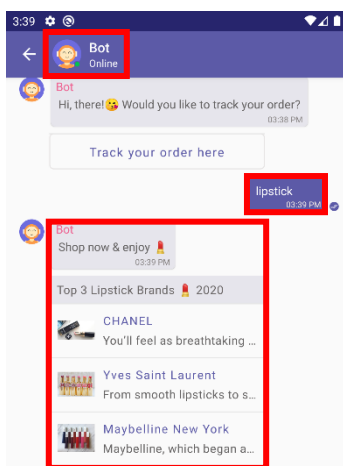 3:39
Bot
Online
Bot
Hi, there!😘 Would you like to track your order?
03:38 PM
Track your order here
lipstick
03:39 PM
Bot
Shop now & enjoy 💄
03:39 PM
Top 3 Lipstick Brands 💄 2020
CHANEL
You'll feel as breathtaking ...
Yves Saint Laurent
From smooth lipsticks to s...
Maybelline New York
Maybelline, which began a...